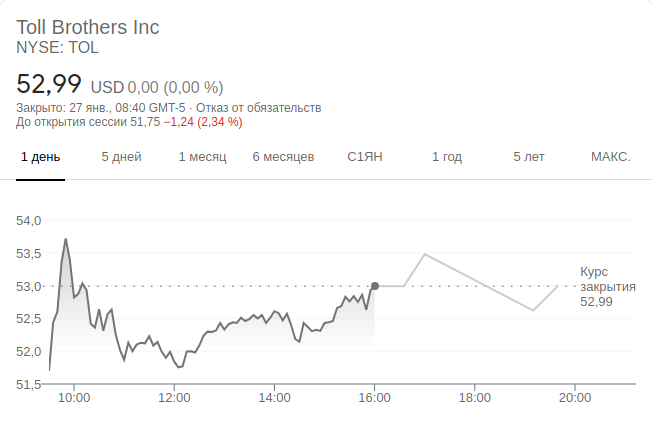 Toll Brothers Inc
NYSE: TOL
52,99 USD 0,00 (0,00 %)
Закрыто: 27 янв., 08:40 GMT-5 · Отказ от обязательств
До открытия сессии 51,75 −1,24 (2,34 %)
1 день 5 дней 1 месяц 6 месяцев С1ЯН 1 год 5 лет МАКС.
54,0
53,5
53,0
52,5
52,0
51,5
Курс
закрытия
52,99
10:00 12:00 14:00 16:00 18:00 20:00